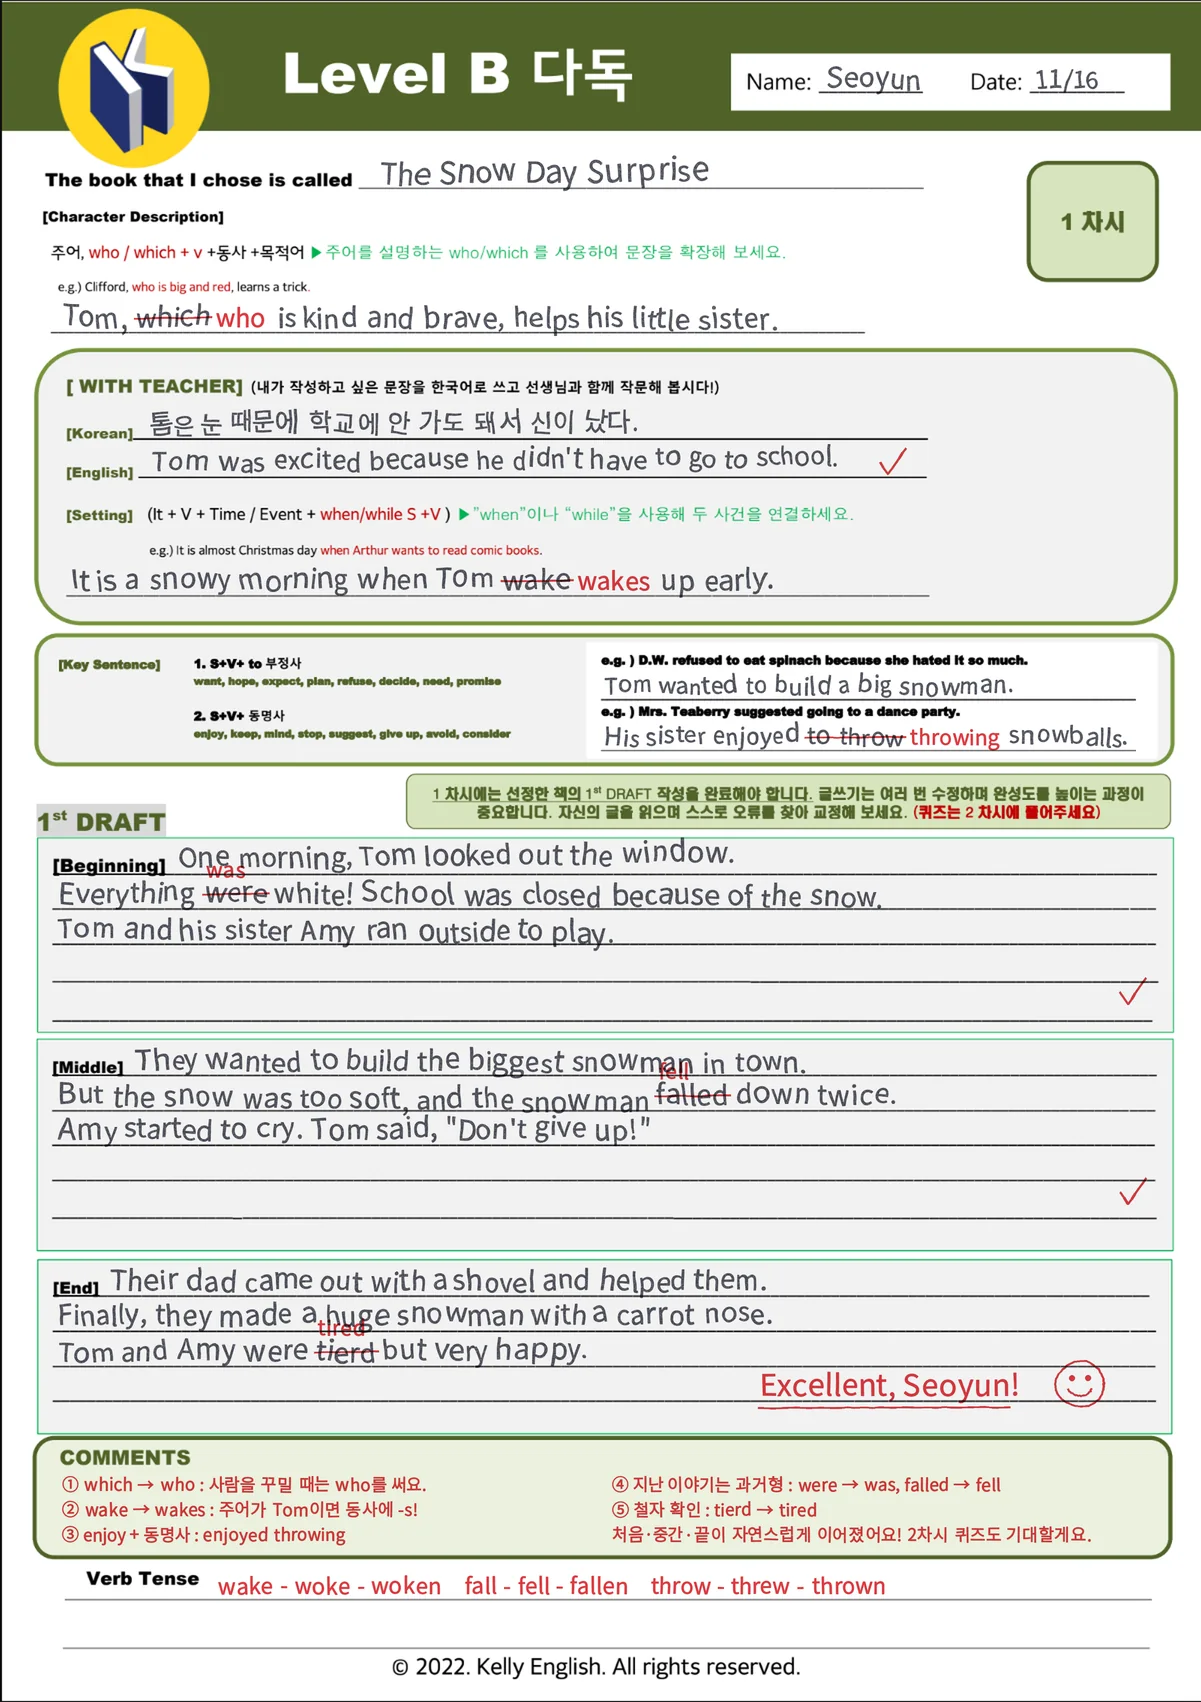 Level B 다독
Name: Seoyun Date: 11/16
The book that I chose is called The Snow Day Surprise
1 차시
[Character Description]
주어, who / which + v +동사 +목적어 ▶주어를 설명하는 who/which 를 사용하여 문장을 확장해 보세요.
e.g.) Clifford, who is big and red, learns a trick.
Tom, which who is kind and brave, helps his little sister.
[ WITH TEACHER] (내가 작성하고 싶은 문장을 한국어로 쓰고 선생님과 함께 작문해 봅시다!)
[Korean] 톰은 눈 때문에 학교에 안 가도 돼서 신이 났다.
[English] Tom was excited because he didn't have to go to school. ✓
[Setting] (It + V + Time / Event + when/while S +V ) ▶"when"이나 "while"을 사용해 두 사건을 연결하세요.
e.g.) It is almost Christmas day when Arthur wants to read comic books.
It is a snowy morning when Tom wake wakes up early.
[Key Sentence]
1. S+V+ to 부정사
want, hope, expect, plan, refuse, decide, need, promise
2. S+V+ 동명사
enjoy, keep, mind, stop, suggest, give up, avoid, consider
e.g. ) D.W. refused to eat spinach because she hated it so much.
Tom wanted to build a big snowman.
e.g. ) Mrs. Teaberry suggested going to a dance party.
His sister enjoyed to throw throwing snowballs.
1 차시에는 선정한 책의 1st DRAFT 작성을 완료해야 합니다. 글쓰기는 여러 번 수정하며 완성도를 높이는 과정이
중요합니다. 자신의 글을 읽으며 스스로 오류를 찾아 교정해 보세요. (퀴즈는 2 차시에 풀어주세요)
1st DRAFT
[Beginning] One morning, Tom looked out the window.
was
Everything were white! School was closed because of the snow.
Tom and his sister Amy ran outside to play.
✓
[Middle] They wanted to build the biggest snowman in town.
fell
But the snow was too soft, and the snowman falled down twice.
Amy started to cry. Tom said, "Don't give up!"
✓
[End] Their dad came out with a shovel and helped them.
Finally, they made a huge snowman with a carrot nose.
tired
Tom and Amy were tierd but very happy.
Excellent, Seoyun!
COMMENTS
① which → who : 사람을 꾸밀 때는 who를 써요.
② wake → wakes : 주어가 Tom이면 동사에 -s!
③ enjoy + 동명사 : enjoyed throwing
④ 지난 이야기는 과거형 : were → was, falled → fell
⑤ 철자 확인 : tierd → tired
처음·중간·끝이 자연스럽게 이어졌어요! 2차시 퀴즈도 기대할게요.
Verb Tense wake - woke - woken fall - fell - fallen throw - threw - thrown
© 2022. Kelly English. All rights reserved.